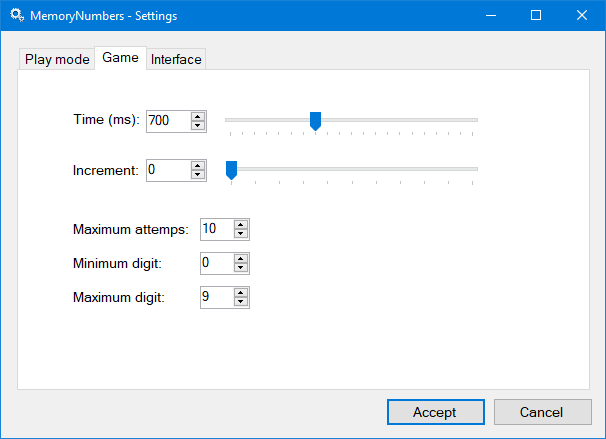 MemoryNumbers - Settings
Play mode Game Interface
Time (ms): 700
Increment: 0
Maximum attemps: 10
Minimum digit: 0
Maximum digit: 9
Accept Cancel